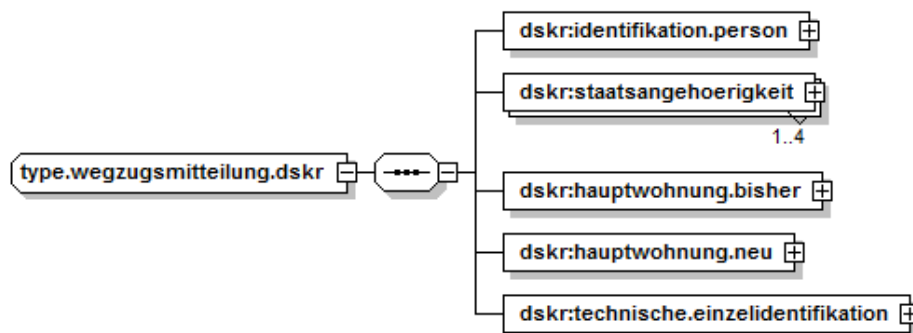 dskr:identifikation.person
dskr:staatsangehoerigkeit
1..4
type.wegzugsmitteilung.dskr
dskr:hauptwohnung.bisher
dskr:hauptwohnung.neu
dskr:technische.einzelidentifikation